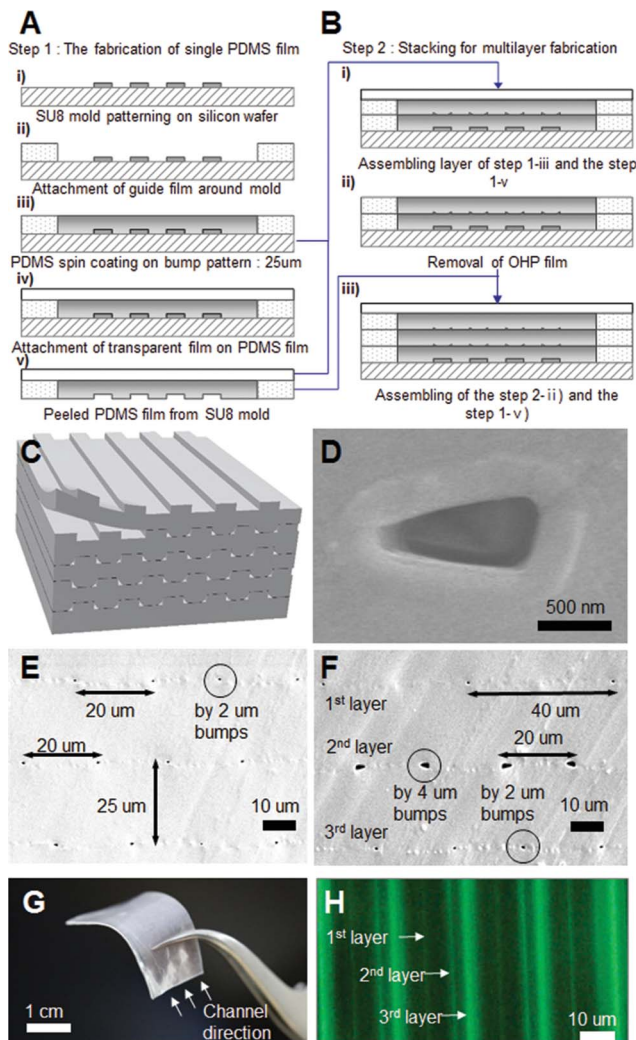 A
Step 1 : The fabrication of single PDMS film
i)
SU8 mold patterning on silicon wafer
ii)
Attachment of guide film around mold
iii)
PDMS spin coating on bump pattern : 25um
iv)
Attachment of transparent film on PDMS film
v)
Peeled PDMS film from SU8 mold
B
Step 2 : Stacking for multilayer fabrication
i)
Assembling layer of step 1-iii and the step
1-v
ii)
Removal of OHP film
iii)
Assembling of the step 2-ii) and the
step 1-v)
C
D
500 nm
E
20 um
by 2 um
bumps
20 um
25 um
10 um
F
1st layer
40 um
2nd layer
20 um
by 4 um
bumps
by 2 um
bumps
10 um
3rd layer
G
1 cm
Channel
direction
H
1st layer
2nd layer
3rd layer
10 um